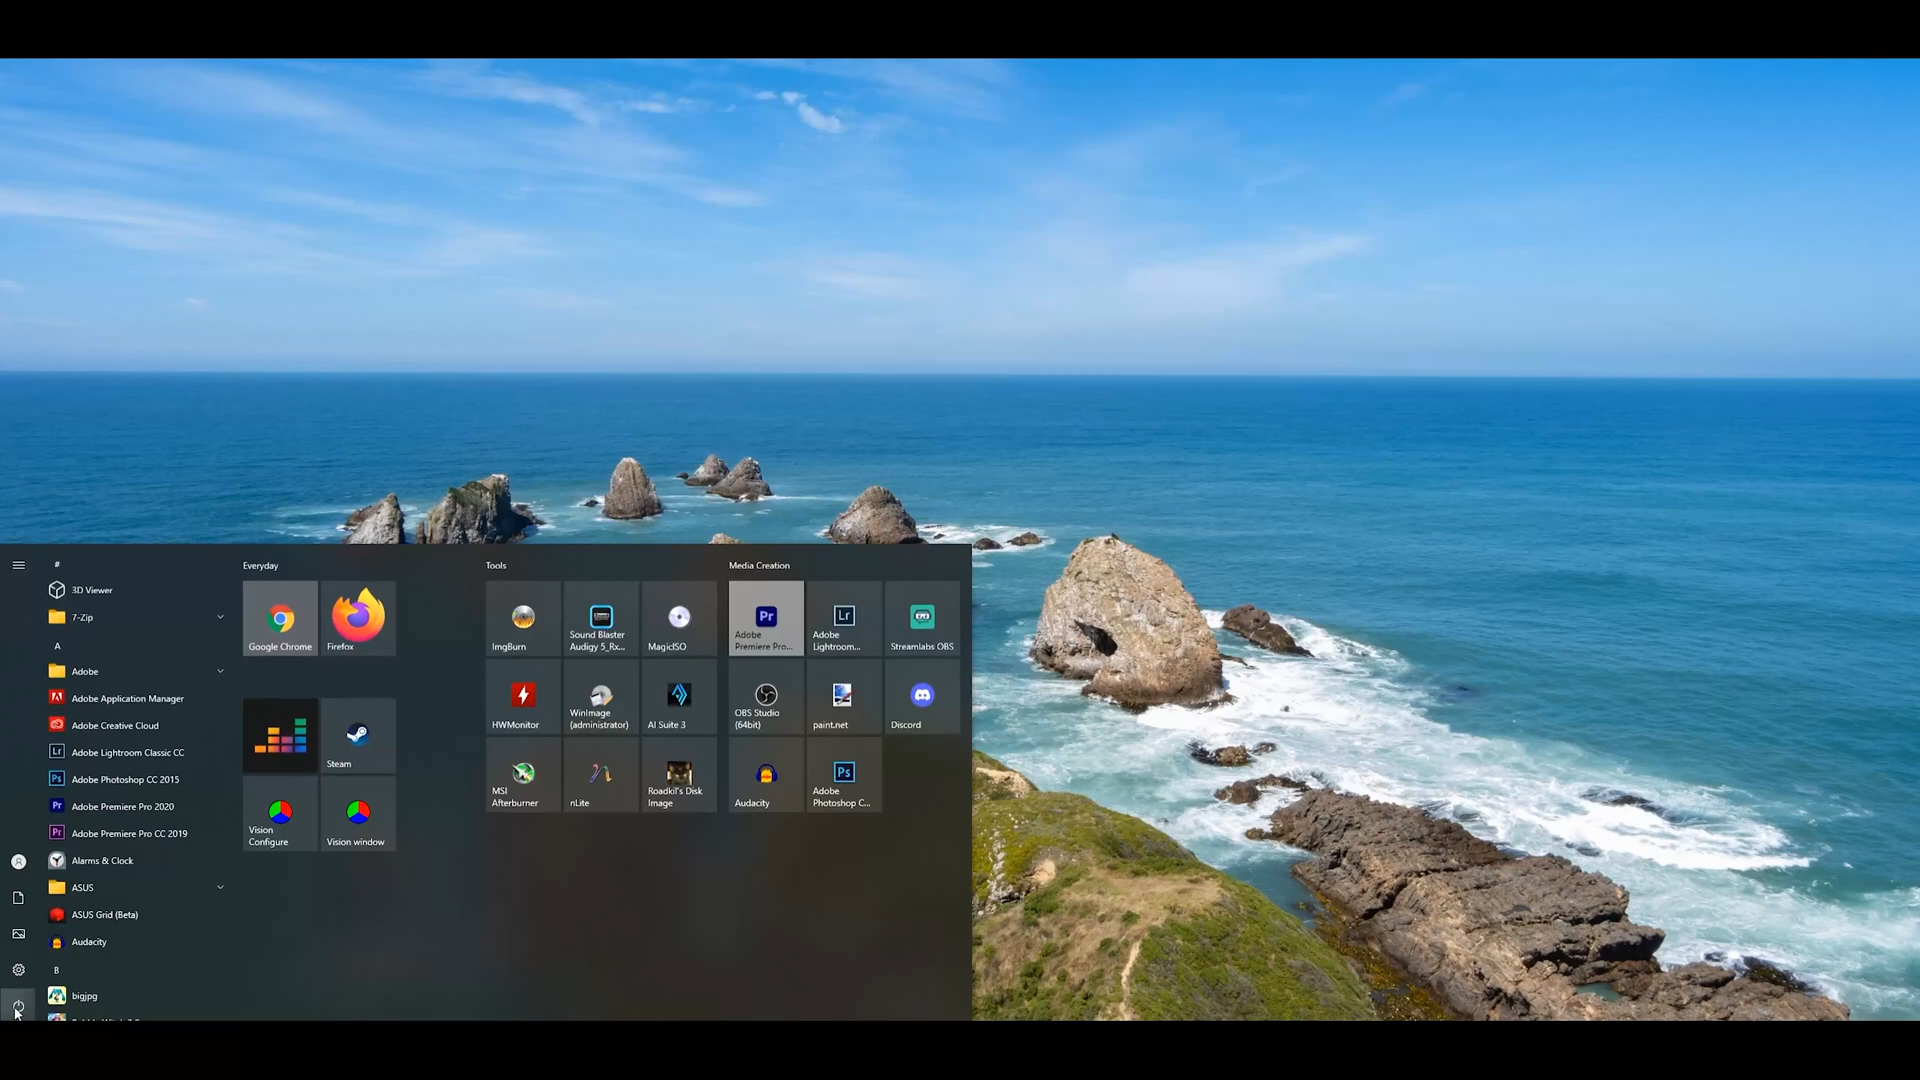 #
3D Viewer
7-Zip
A
Adobe
Adobe Application Manager
Adobe Creative Cloud
Adobe Lightroom Classic CC
Adobe Photoshop CC 2015
Adobe Premiere Pro 2020
Adobe Premiere Pro CC 2019
Alarms & Clock
ASUS
ASUS Grid (Beta)
Audacity
B
bigjpg
Everyday
Google Chrome
Firefox
Steam
Vision
Configure
Vision window
Tools
ImgBurn
Sound Blaster
Audigy 5_Rx...
MagicISO
HWMonitor
WinImage
(administrator)
AI Suite 3
MSI
Afterburner
nLite
Roadkil's Disk
Image
Media Creation
Pr
Adobe
Premiere Pro...
Lr
Adobe
Lightroom...
Streamlabs OBS
OBS Studio
(64bit)
paint.net
Discord
Audacity
Ps
Adobe
Photoshop C...